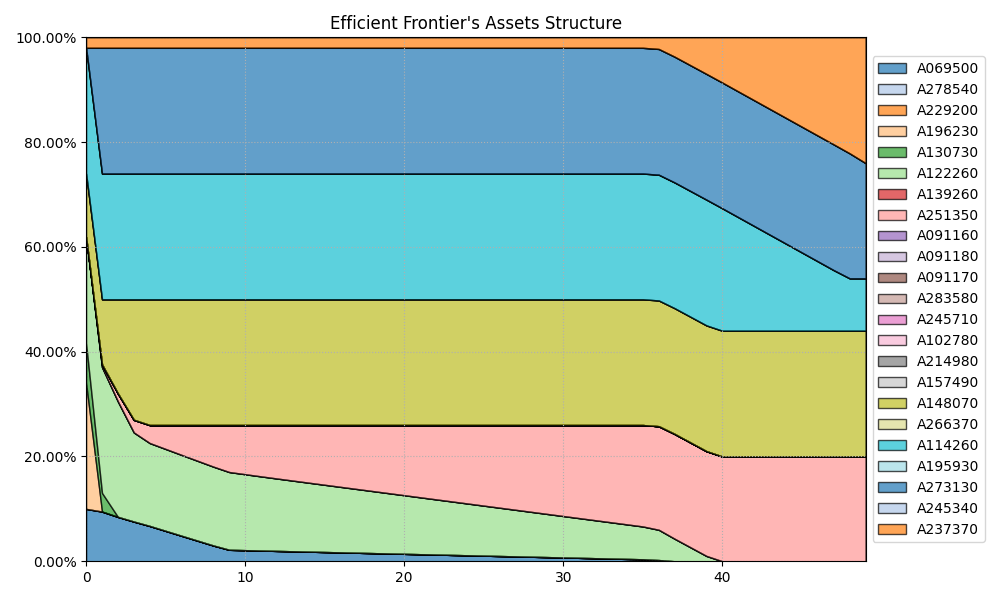 Efficient Frontier's Assets Structure
100.00%
80.00%
60.00%
40.00%
20.00%
0.00%
0
10
20
30
40
A069500
A278540
A229200
A196230
A130730
A122260
A139260
A251350
A091160
A091180
A091170
A283580
A245710
A102780
A214980
A157490
A148070
A266370
A114260
A195930
A273130
A245340
A237370